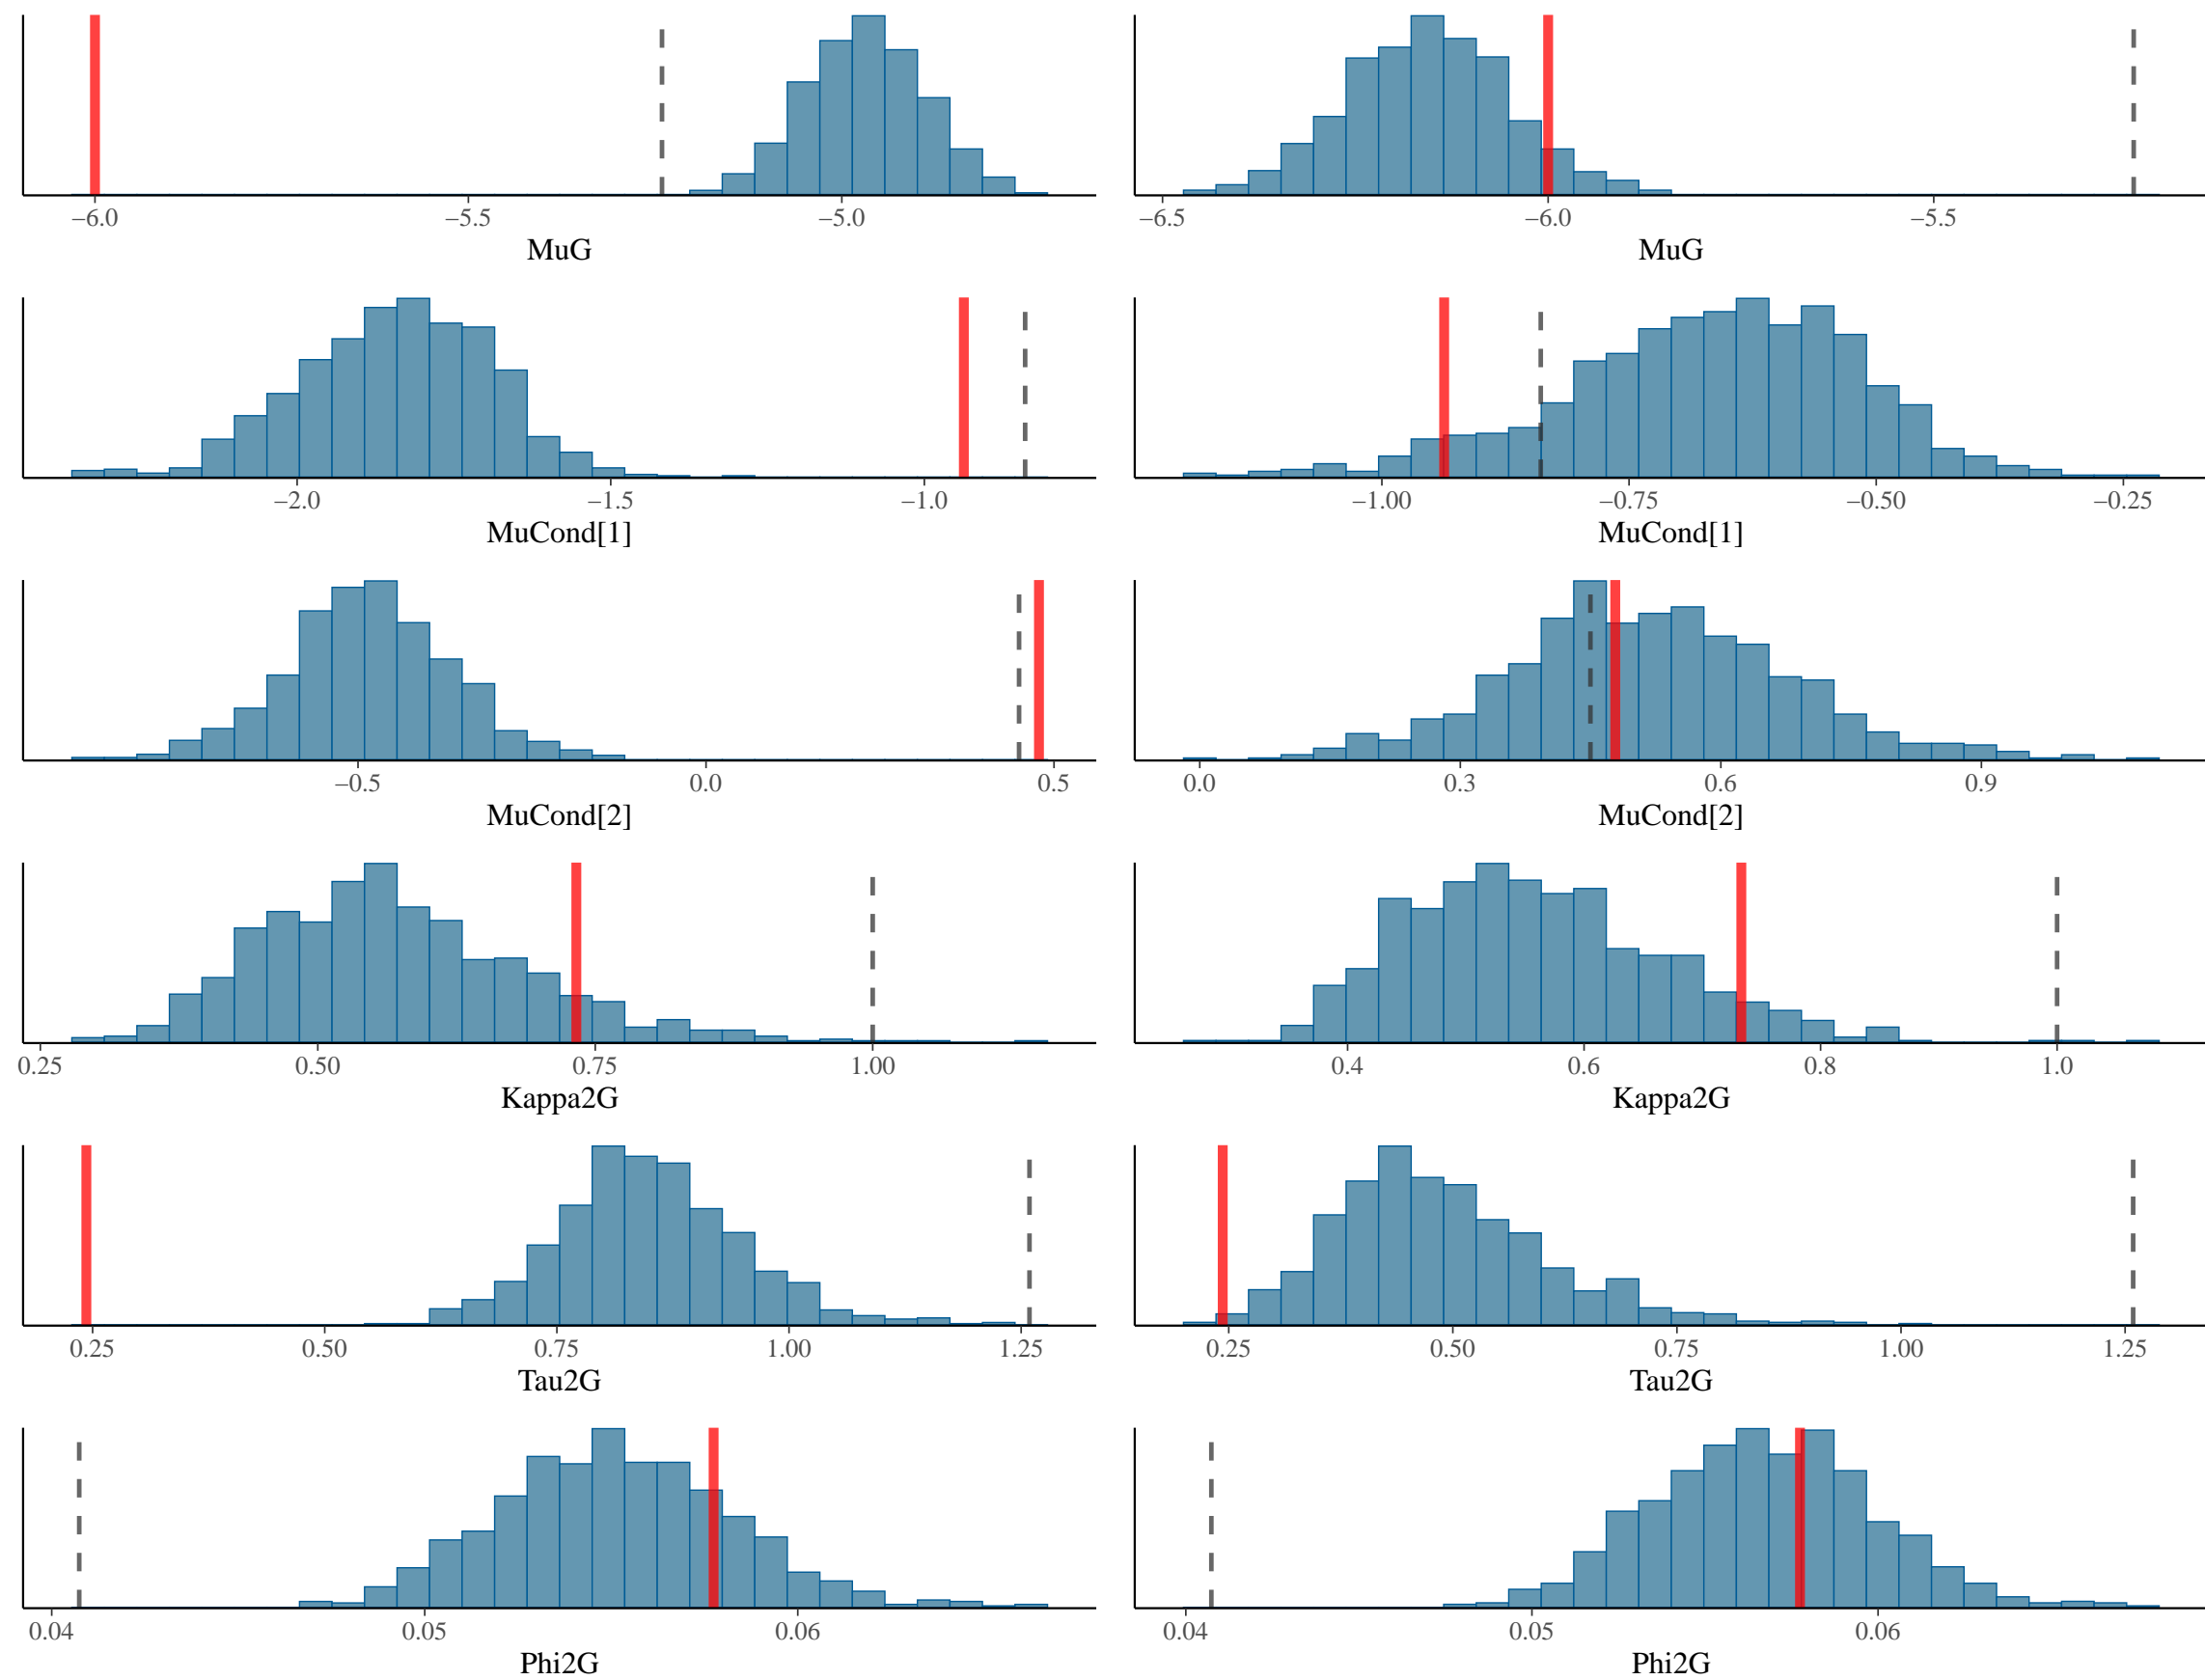 –6.0 –5.5 –5.0 –6.5 –6.0 –5.5
MuG MuG
–2.0 –1.5 –1.0 –1.00 –0.75 –0.50 –0.25
MuCond[1] MuCond[1]
–0.5 0.0 0.5 0.0 0.3 0.6 0.9
MuCond[2] MuCond[2]
0.25 0.50 0.75 1.00 0.4 0.6 0.8 1.0
Kappa2G Kappa2G
0.25 0.50 0.75 1.00 1.25 0.25 0.50 0.75 1.00 1.25
Tau2G Tau2G
0.04 0.05 0.06 0.04 0.05 0.06
Phi2G Phi2G